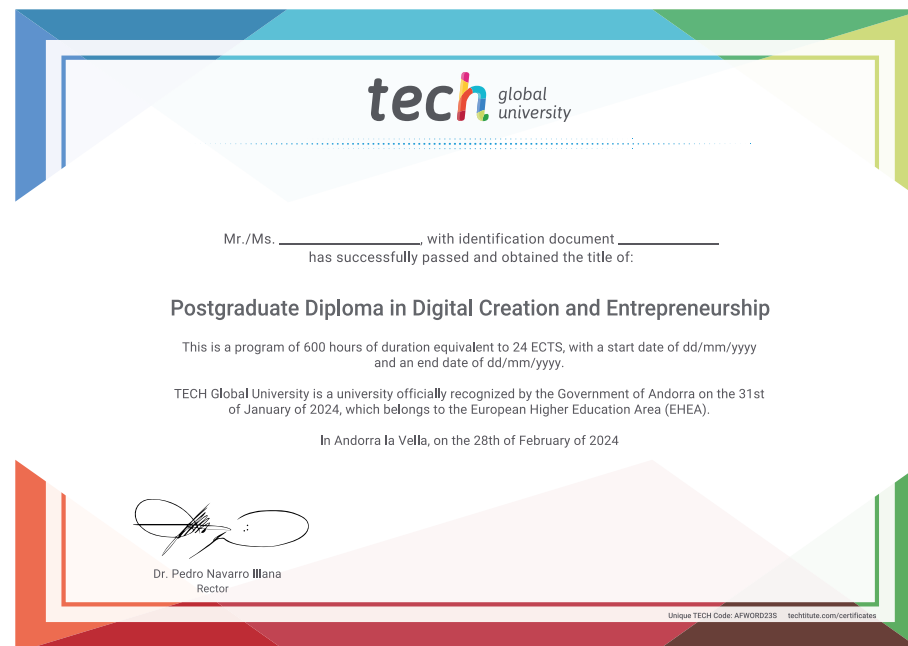 tech global university
Mr./Ms. ____________, with identification document ____________
has successfully passed and obtained the title of:
Postgraduate Diploma in Digital Creation and Entrepreneurship
This is a program of 600 hours of duration equivalent to 24 ECTS, with a start date of dd/mm/yyyy
and an end date of dd/mm/yyyy.
TECH Global University is a university officially recognized by the Government of Andorra on the 31st
of January of 2024, which belongs to the European Higher Education Area (EHEA).
In Andorra la Vella, on the 28th of February of 2024
Dr. Pedro Navarro Illana
Rector
Unique TECH Code: AFWORD23S techtitute.com/certificates